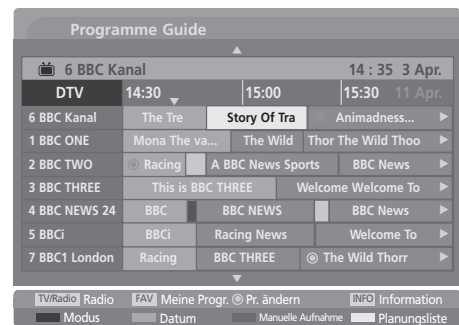 Programme Guide
6 BBC Kanal 14 : 35 3 Apr.
DTV 14:30 15:00 15:30 11 Apr.
6 BBC Kanal The Tre Story Of Tra Animadness...
1 BBC ONE Mona The va... The Wild Thor The Wild Thoo
2 BBC TWO Racing A BBC News Sports BBC News
3 BBC THREE This is BBC THREE Welcome Welcome To
4 BBC NEWS 24 BBC BBC NEWS BBC News
5 BBCi BBCi Racing News Welcome To
7 BBC1 London Racing BBC THREE The Wild Thorr
TV/Radio Radio FAV Meine Progr. Pr. ändern INFO Information
Modus Datum Manuelle Aufnahme Planungsliste